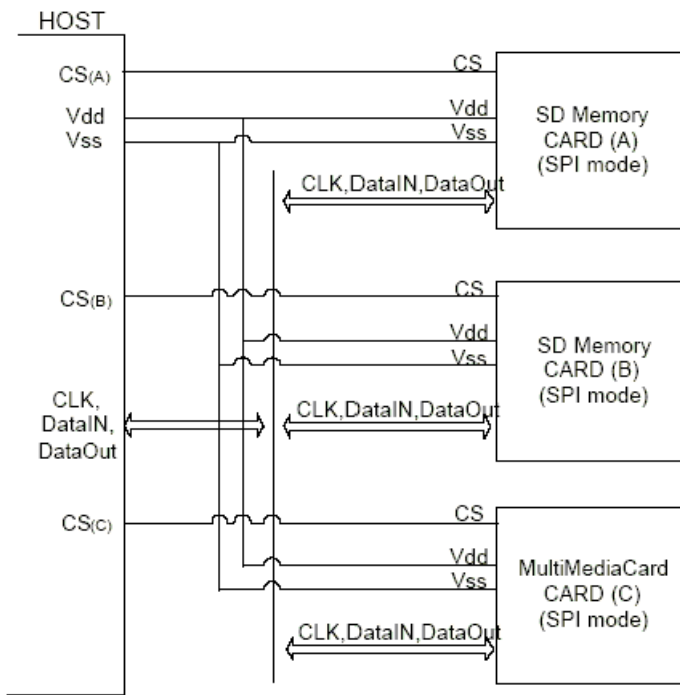 HOST
CS(A)
CS
Vdd
Vdd
Vss
Vss
SD Memory
CARD (A)
(SPI mode)
CLK,DataIN,DataOut
CS(B)
CS
Vdd
Vss
SD Memory
CARD (B)
(SPI mode)
CLK,
DataIN,
DataOut
CLK,DataIN,DataOut
CS(C)
CS
Vdd
Vss
MultiMediaCard
CARD (C)
(SPI mode)
CLK,DataIN,DataOut